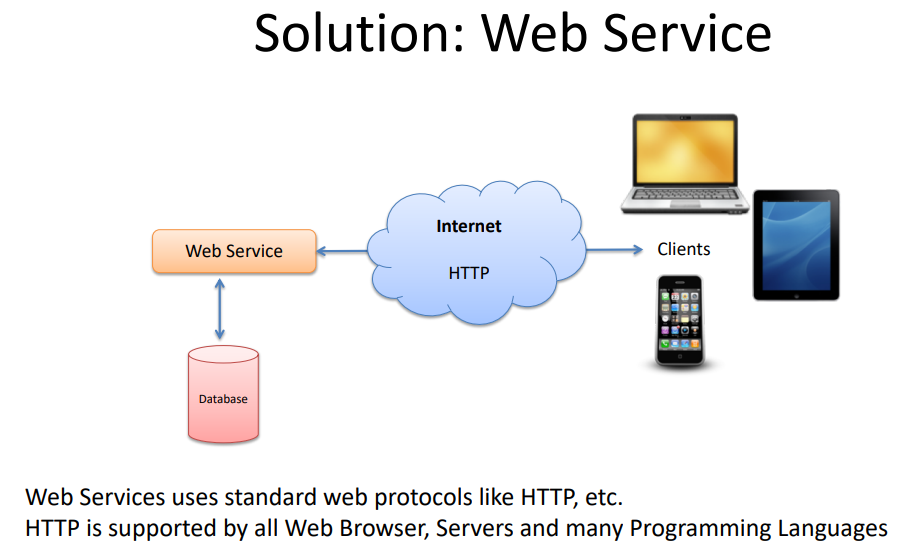 Solution: Web Service
Internet
Web Service
Clients
HTTP
Database
Web Services uses standard web protocols like HTTP, etc.
HTTP is supported by all Web Browser, Servers and many Programming Languages